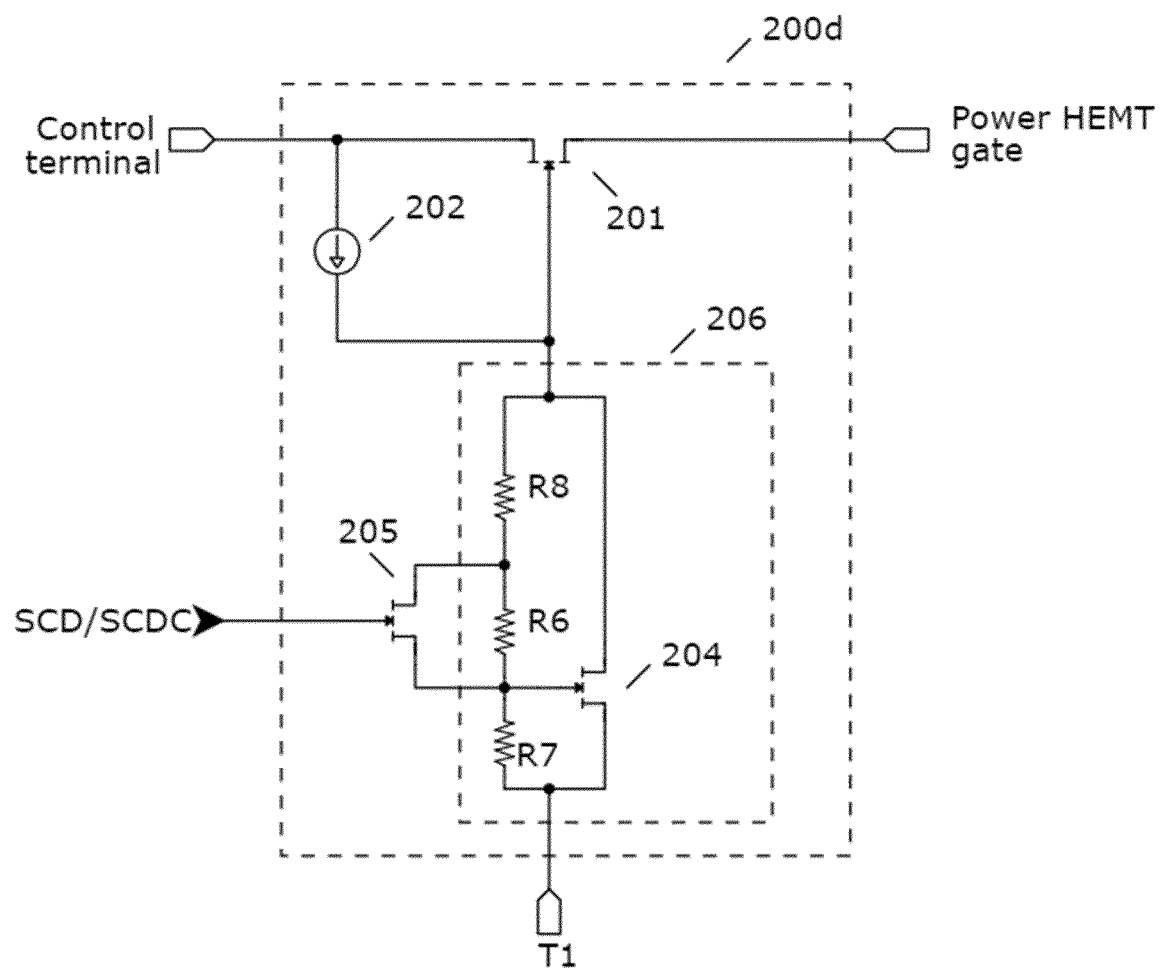 200d
Control
terminal
Power HEMT
gate
202
201
206
R8
205
SCD/SCDC
R6
204
R7
T1